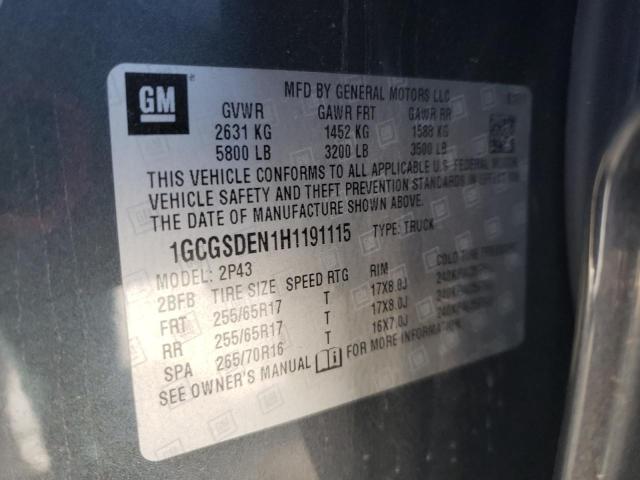 GM
MFD BY GENERAL MOTORS LLC
GVWR GAWR FRT GAWR RR
2631 KG 1452 KG 1588 KG
5800 LB 3200 LB 3500 LB
THIS VEHICLE CONFORMS TO ALL APPLICABLE U.S. FEDERAL MOTOR
VEHICLE SAFETY AND THEFT PREVENTION STANDARDS IN EFFECT ON
THE DATE OF MANUFACTURE SHOWN ABOVE.
1GCGSDEN1H1191115 TYPE: TRUCK
MODEL: 2P43
2BFB TIRE SIZE SPEED RTG RIM COLD TIRE PRESSURE
FRT 255/65R17 T 17X8.0J
RR 255/65R17 T 17X8.0J
SPA 265/70R16 T 16X7.0J
SEE OWNER'S MANUAL FOR MORE INFORMATION